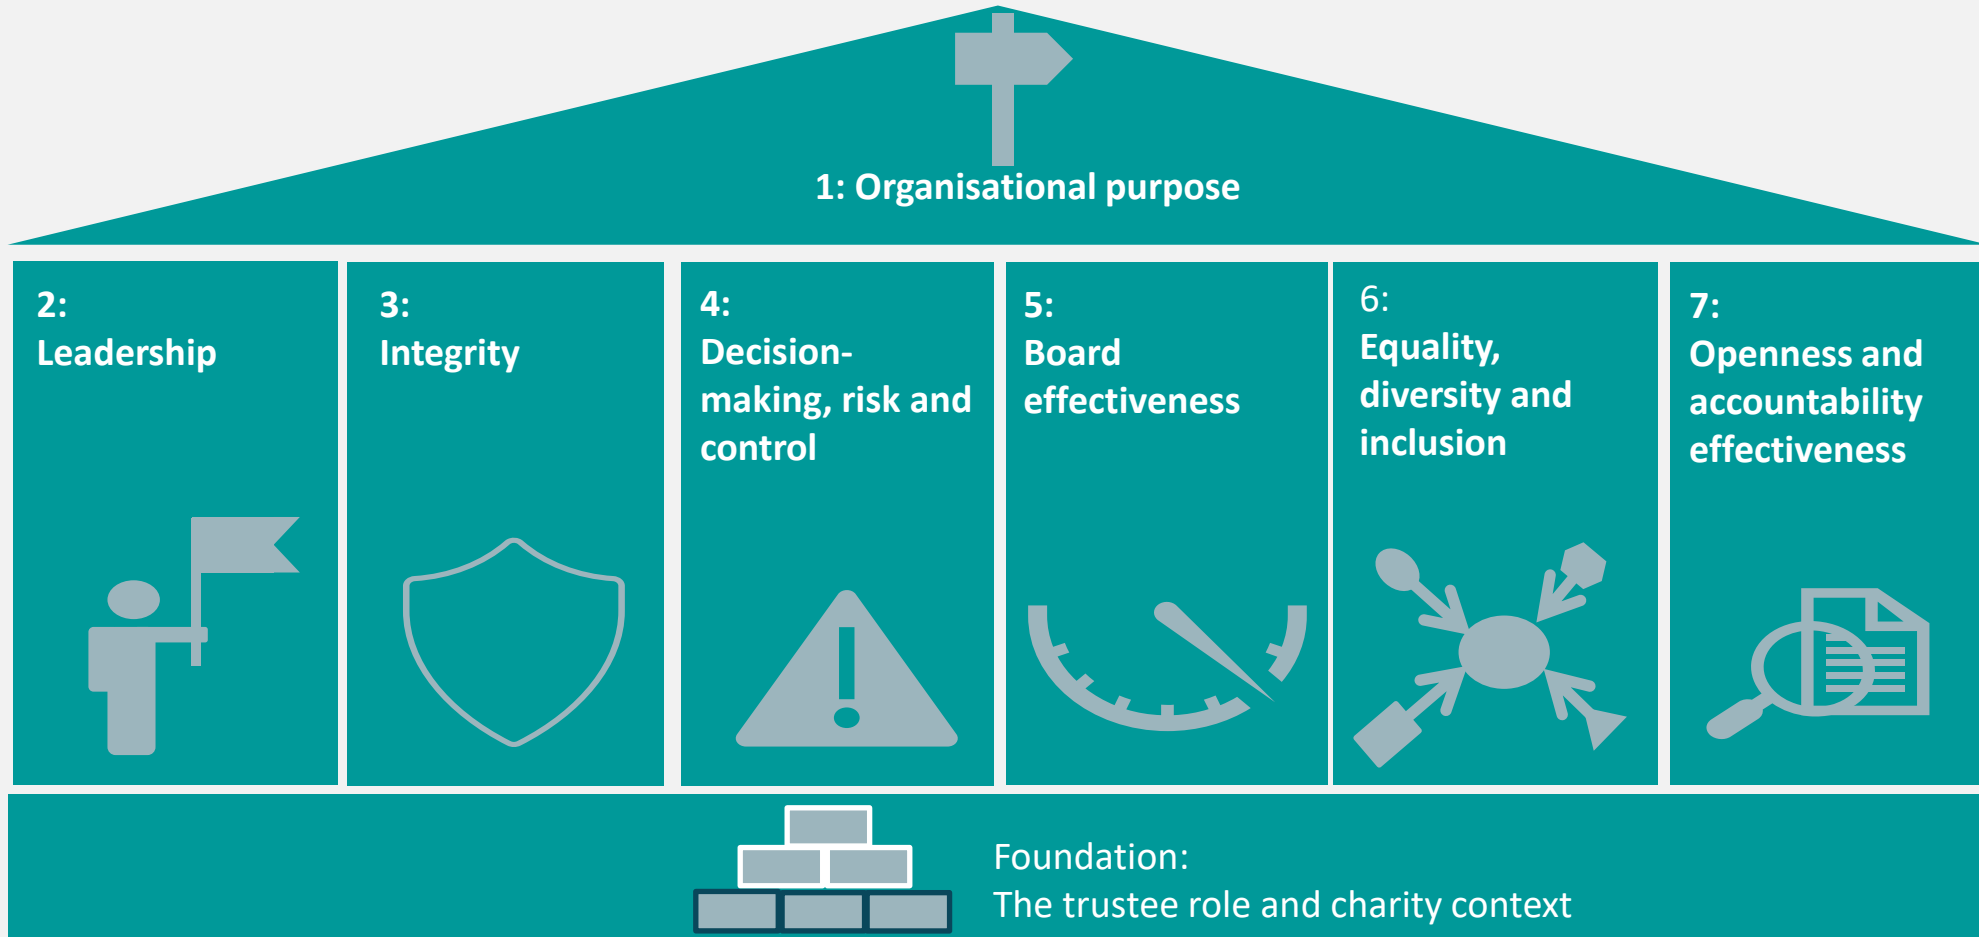 1: Organisational purpose
2:
Leadership
3:
Integrity
4:
Decision-
making, risk and
control
5:
Board
effectiveness
6:
Equality,
diversity and
inclusion
7:
Openness and
accountability
effectiveness
Foundation:
The trustee role and charity context